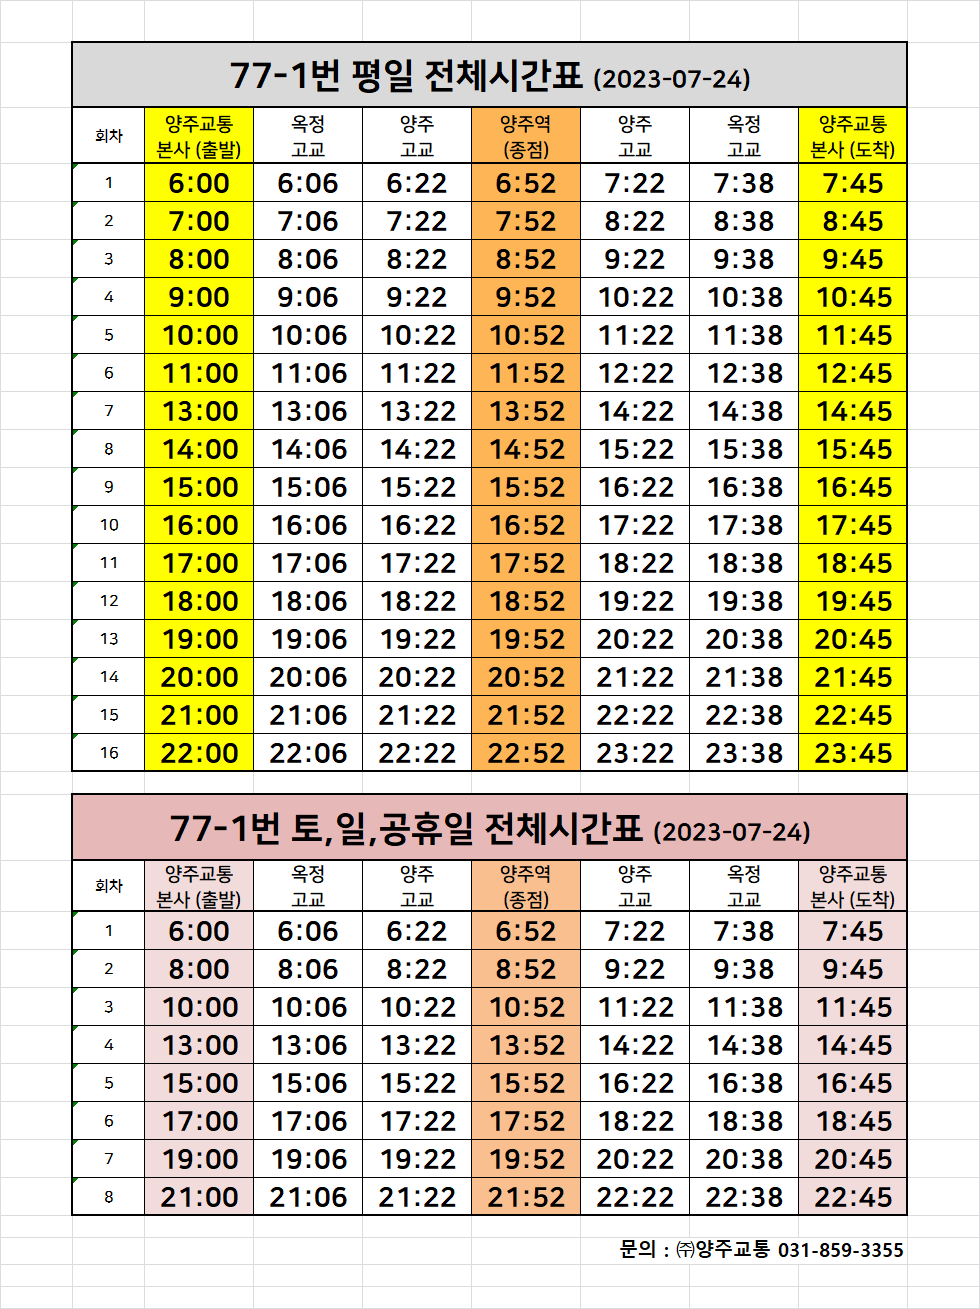 77-1번 평일 전체시간표 (2023-07-24)
회차 양주교통 본사 (출발) 옥정 고교 양주 고교 양주역 (종점) 양주 고교 옥정 고교 양주교통 본사 (도착)
1 6:00 6:06 6:22 6:52 7:22 7:38 7:45
2 7:00 7:06 7:22 7:52 8:22 8:38 8:45
3 8:00 8:06 8:22 8:52 9:22 9:38 9:45
4 9:00 9:06 9:22 9:52 10:22 10:38 10:45
5 10:00 10:06 10:22 10:52 11:22 11:38 11:45
6 11:00 11:06 11:22 11:52 12:22 12:38 12:45
7 13:00 13:06 13:22 13:52 14:22 14:38 14:45
8 14:00 14:06 14:22 14:52 15:22 15:38 15:45
9 15:00 15:06 15:22 15:52 16:22 16:38 16:45
10 16:00 16:06 16:22 16:52 17:22 17:38 17:45
11 17:00 17:06 17:22 17:52 18:22 18:38 18:45
12 18:00 18:06 18:22 18:52 19:22 19:38 19:45
13 19:00 19:06 19:22 19:52 20:22 20:38 20:45
14 20:00 20:06 20:22 20:52 21:22 21:38 21:45
15 21:00 21:06 21:22 21:52 22:22 22:38 22:45
16 22:00 22:06 22:22 22:52 23:22 23:38 23:45
77-1번 토,일,공휴일 전체시간표 (2023-07-24)
회차 양주교통 본사 (출발) 옥정 고교 양주 고교 양주역 (종점) 양주 고교 옥정 고교 양주교통 본사 (도착)
1 6:00 6:06 6:22 6:52 7:22 7:38 7:45
2 8:00 8:06 8:22 8:52 9:22 9:38 9:45
3 10:00 10:06 10:22 10:52 11:22 11:38 11:45
4 13:00 13:06 13:22 13:52 14:22 14:38 14:45
5 15:00 15:06 15:22 15:52 16:22 16:38 16:45
6 17:00 17:06 17:22 17:52 18:22 18:38 18:45
7 19:00 19:06 19:22 19:52 20:22 20:38 20:45
8 21:00 21:06 21:22 21:52 22:22 22:38 22:45
문의 : ㈜양주교통 031-859-3355